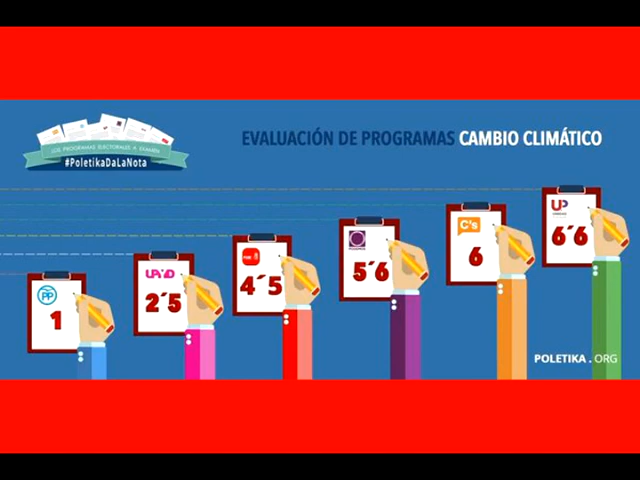 EVALUACIÓN DE PROGRAMAS CAMBIO CLIMÁTICO
LOS PROGRAMAS ELECTORALES A EXAMEN
#PoletikaDaLaNota
PP
1
UPyD
2´5
4´5
5´6
C's
6
UP
6´6
POLETIKA . ORG